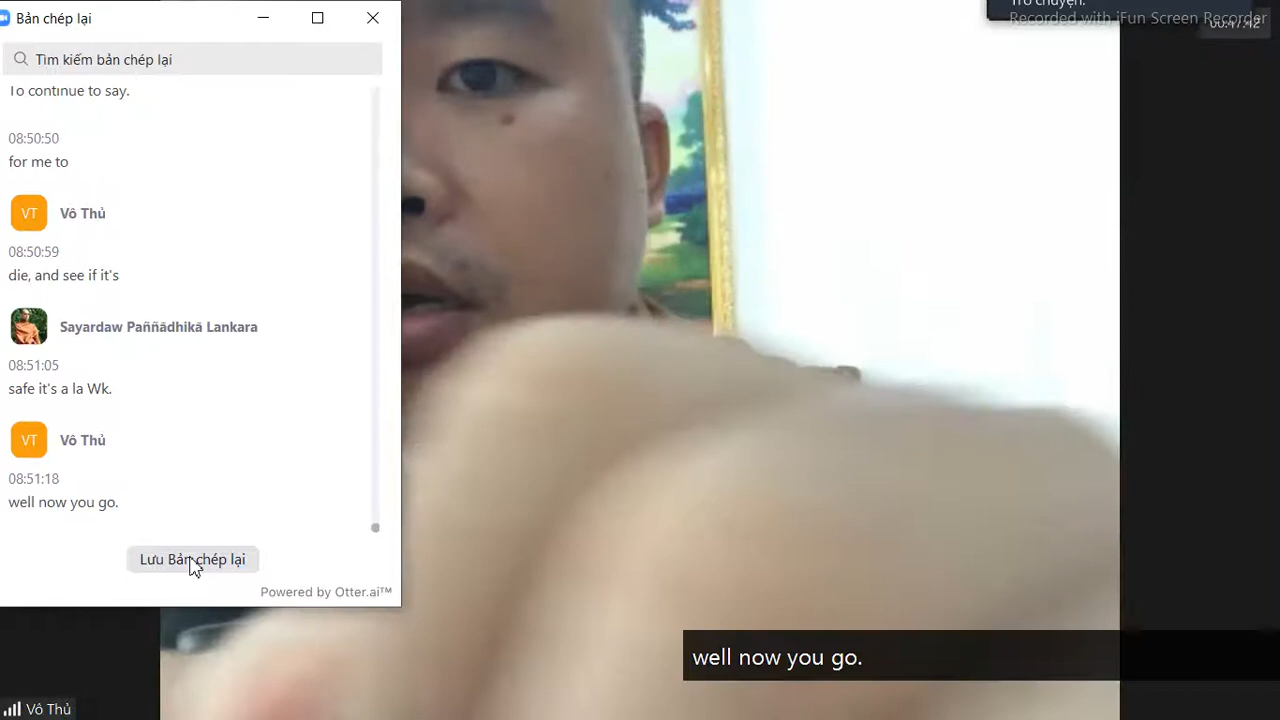 Bản chép lại
Tìm kiếm bản chép lại
To continue to say.
08:50:50
for me to
VT Vô Thủ
08:50:59
die, and see if it's
Sayardaw Paññādhikā Lankara
08:51:05
safe it's a la Wk.
VT Vô Thủ
08:51:18
well now you go.
Lưu Bản chép lại
Powered by Otter.ai™
Trò chuyện.
Recorded with iFun Screen Recorder
well now you go.
Vô Thủ